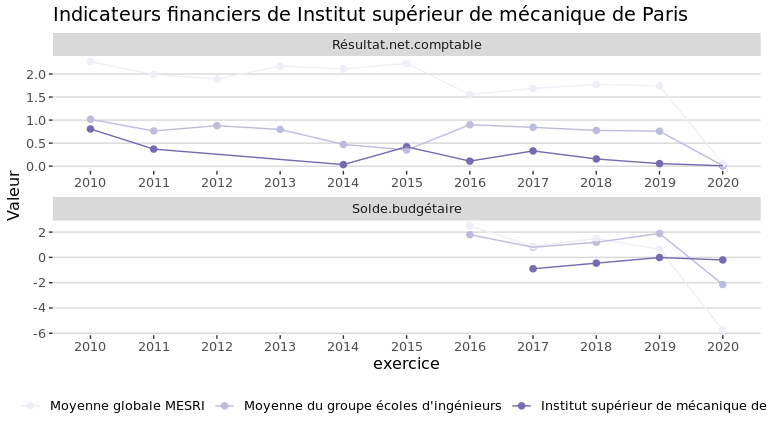 Indicateurs financiers de Institut supérieur de mécanique de Paris
Résultat.net.comptable
2.0
1.5
1.0
0.5
0.0
2010 2011 2012 2013 2014 2015 2016 2017 2018 2019 2020
Valeur
Solde.budgétaire
2
0
-2
-4
-6
2010 2011 2012 2013 2014 2015 2016 2017 2018 2019 2020
exercice
Moyenne globale MESRI Moyenne du groupe écoles d'ingénieurs Institut supérieur de mécanique de